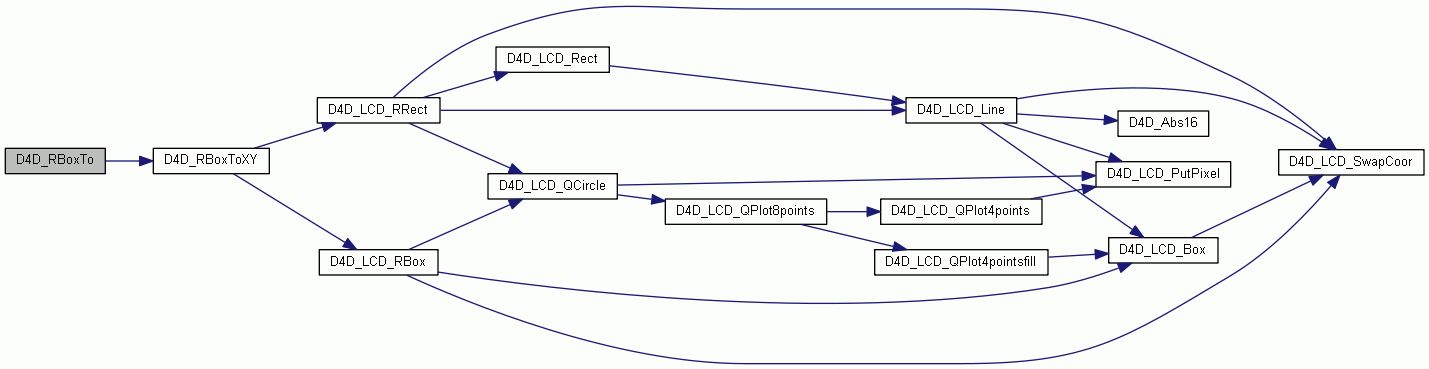 D4D_RBoxTo
D4D_RBoxToXY
D4D_LCD_RRect
D4D_LCD_RBox
D4D_LCD_Rect
D4D_LCD_QCircle
D4D_LCD_QPlot8points
D4D_LCD_Line
D4D_LCD_QPlot4points
D4D_LCD_QPlot4pointsfill
D4D_Abs16
D4D_LCD_PutPixel
D4D_LCD_Box
D4D_LCD_SwapCoor